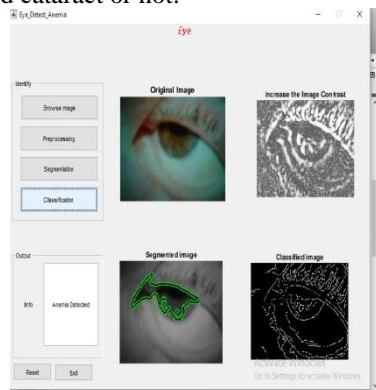 d cataract or not.
Eye_Detect_Anemia
Eye
Identify
Browse Image
Preprocessing
Segmentation
Classification
Original Image
Increase the Image Contrast
Output
Info
Anemia Detected
Segmented image
Classified image
Reset
Exit
Activate Windows
Go to Settings to activate Windows.